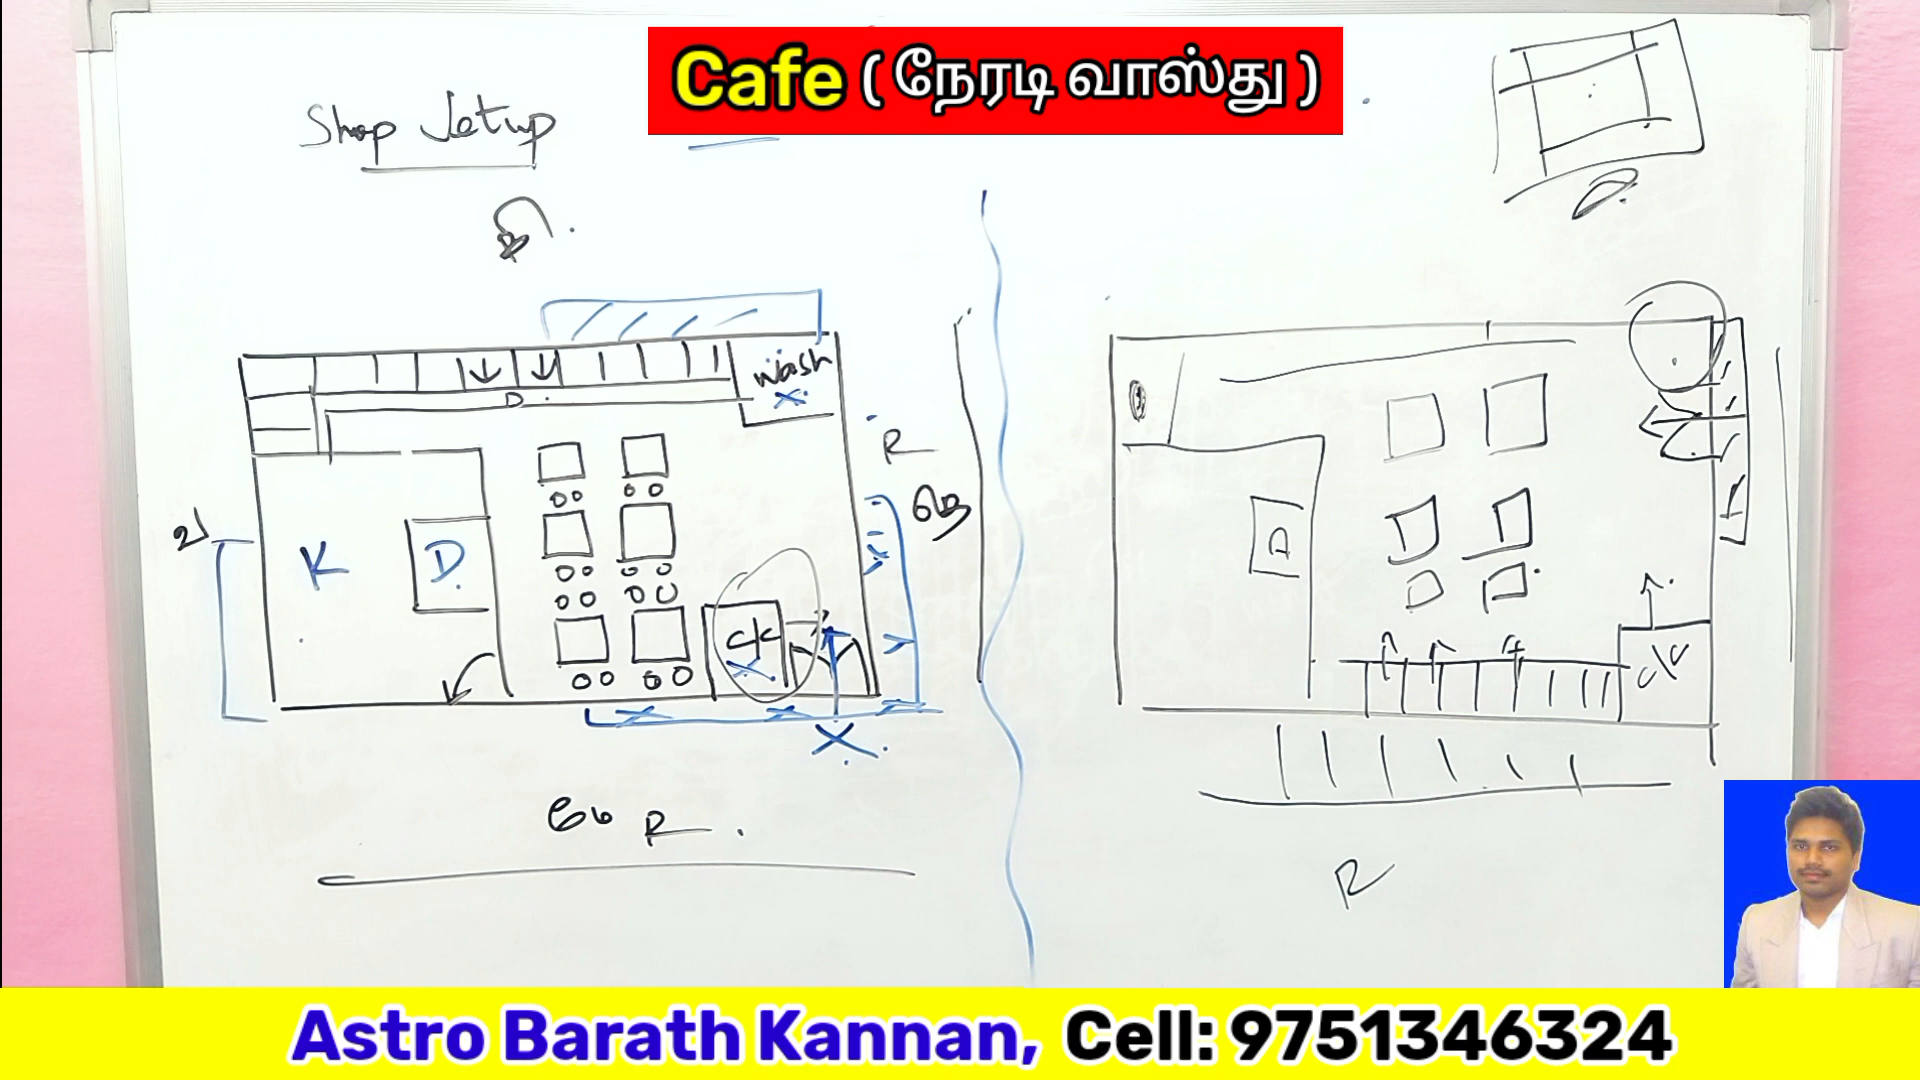 Cafe (நேரடி வாஸ்து)
Shop Setup
கி.
Wash
x
D.
R
தெ
வ
K
D.
X.
மே R.
D
R
Astro Barath Kannan, Cell: 9751346324